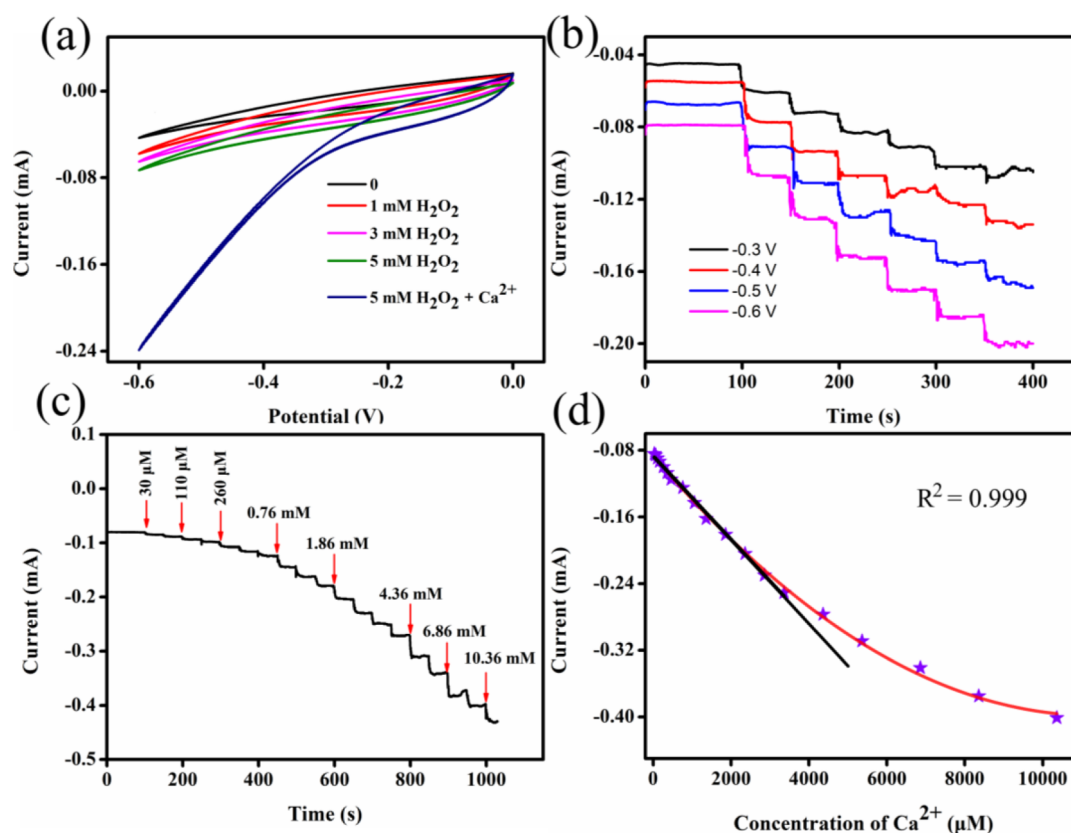 (a)
0.00
-0.08
-0.16
-0.24
Current (mA)
0
1 mM H₂O₂
3 mM H₂O₂
5 mM H₂O₂
5 mM H₂O₂ + Ca²⁺
-0.6 -0.4 -0.2 0.0
Potential (V)
(b)
-0.04
-0.08
-0.12
-0.16
-0.20
Current (mA)
-0.3 V
-0.4 V
-0.5 V
-0.6 V
0 100 200 300 400
Time (s)
(c)
0.1
0.0
-0.1
-0.2
-0.3
-0.4
-0.5
Current (mA)
30 µM
110 µM
260 µM
0.76 mM
1.86 mM
4.36 mM
6.86 mM
10.36 mM
0 200 400 600 800 1000
Time (s)
(d)
-0.08
-0.16
-0.24
-0.32
-0.40
Current (mA)
R² = 0.999
0 2000 4000 6000 8000 10000
Concentration of Ca²⁺ (µM)